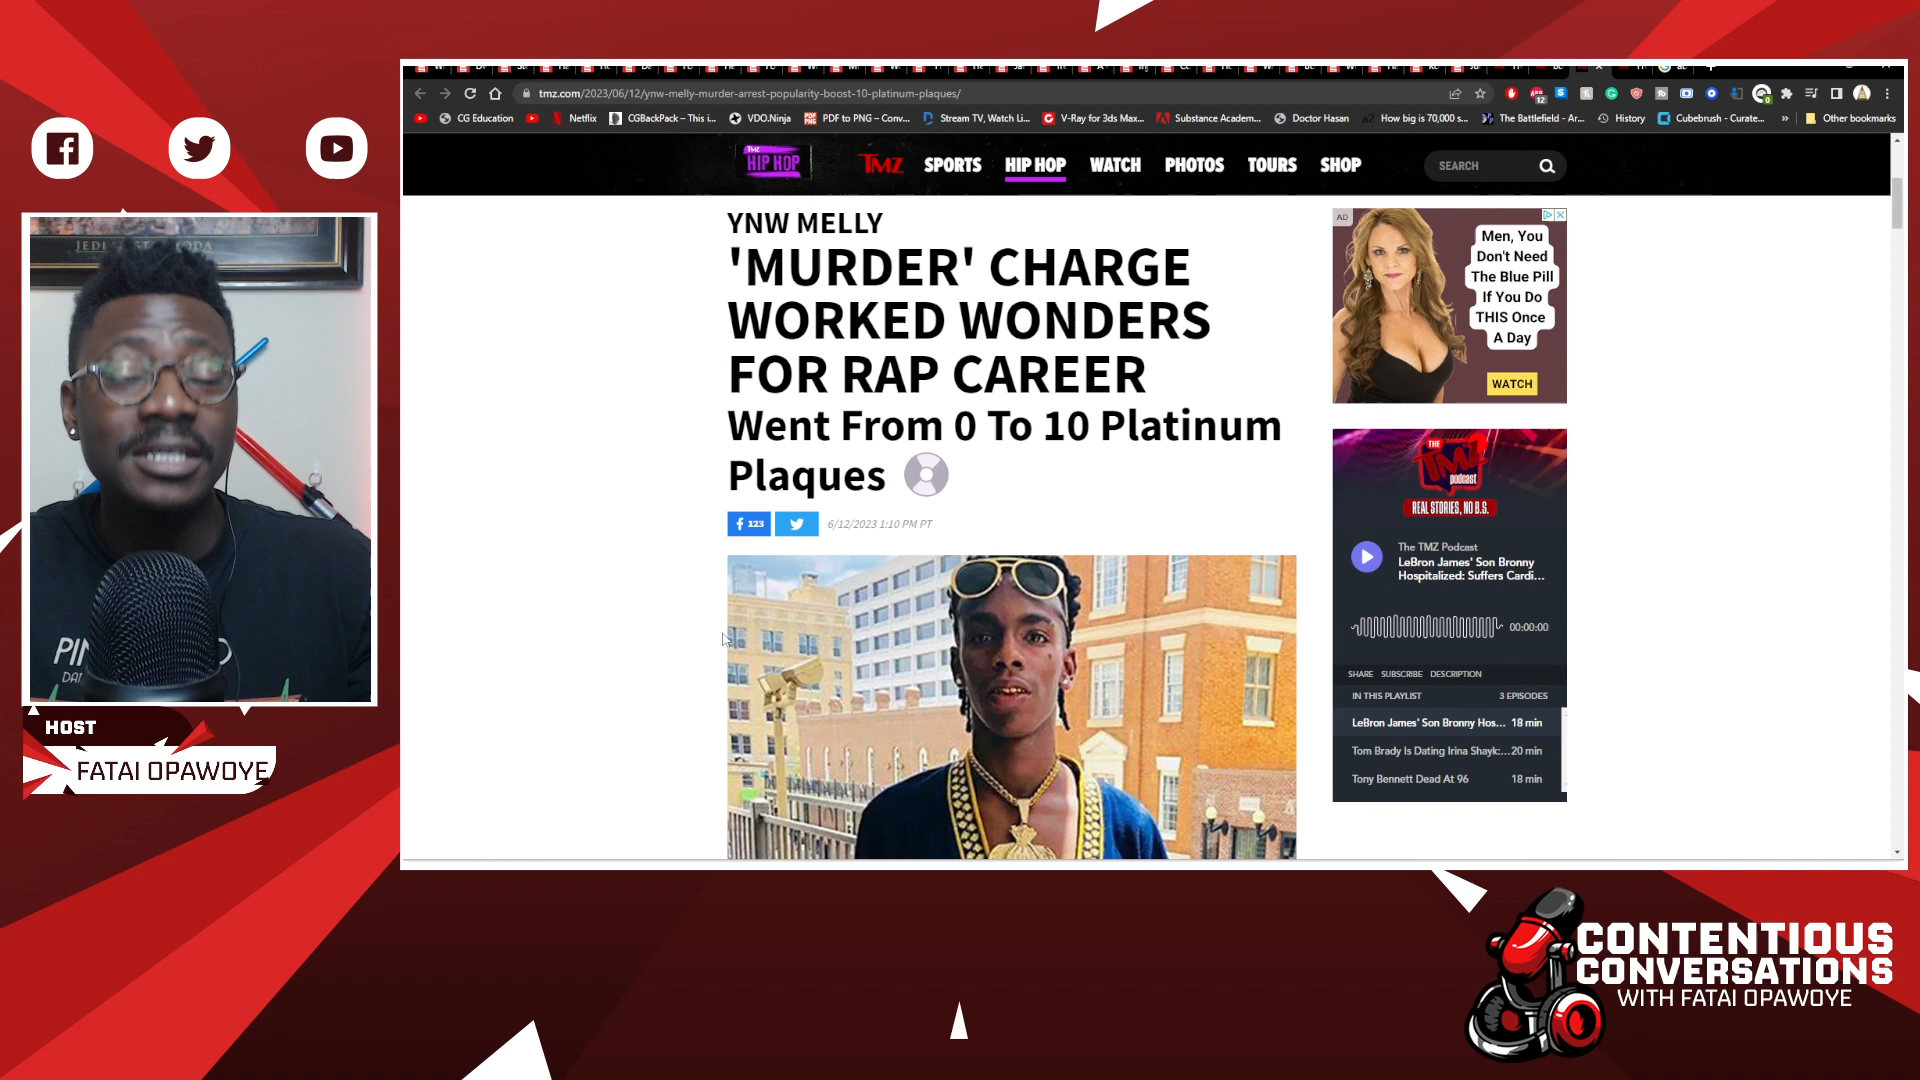 tmz.com/2023/06/12/ynw-melly-murder-arrest-popularity-boost-10-platinum-plaques/
CG Education
Netflix
CGBackPack – This i...
VDO.Ninja
PDF to PNG – Conv...
Stream TV, Watch Li...
V-Ray for 3ds Max...
Substance Academ...
Doctor Hasan
How big is 70,000 s...
The Battlefield - Ar...
History
Cubebrush - Curate...
»
Other bookmarks
TMZ
HIP HOP
TMZ
SPORTS
HIP HOP
WATCH
PHOTOS
TOURS
SHOP
SEARCH
YNW MELLY
'MURDER' CHARGE
WORKED WONDERS
FOR RAP CAREER
Went From 0 To 10 Platinum
Plaques
123
6/12/2023 1:10 PM PT
AD
Men, You
Don't Need
The Blue Pill
If You Do
THIS Once
A Day
WATCH
THE
TMZ
podcast
REAL STORIES, NO B.S.
The TMZ Podcast
LeBron James' Son Bronny
Hospitalized: Suffers Cardi...
00:00:00
SHARE SUBSCRIBE DESCRIPTION
IN THIS PLAYLIST 3 EPISODES
LeBron James' Son Bronny Hos... 18 min
Tom Brady Is Dating Irina Shayk:... 20 min
Tony Bennett Dead At 96 18 min
HOST
FATAI OPAWOYE
CONTENTIOUS
CONVERSATIONS
WITH FATAI OPAWOYE